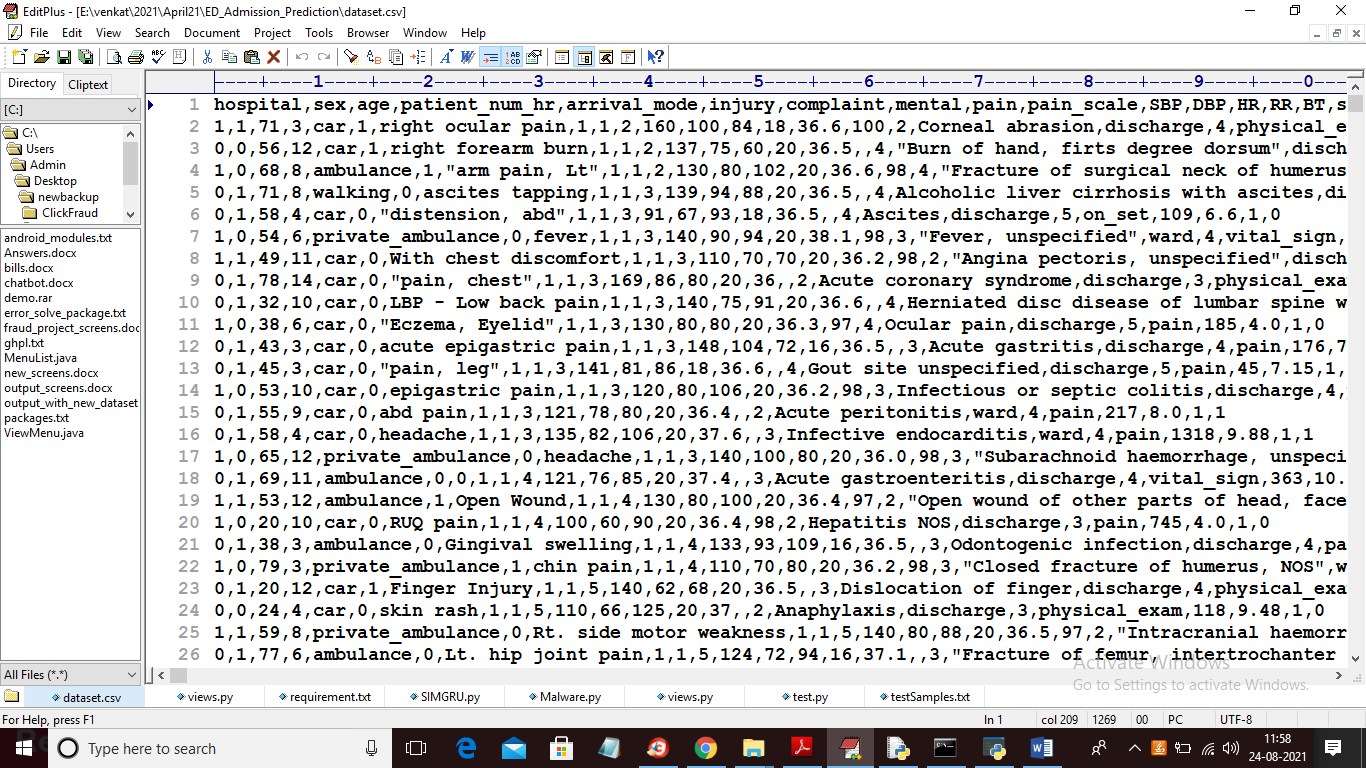 EditPlus - [E:\venkat\2021\April21\ED_Admission_Prediction\dataset.csv]
File Edit View Search Document Project Tools Browser Window Help
Directory Cliptext
[C:]
C:\
Users
Admin
Desktop
newbackup
ClickFraud
android_modules.txt
Answers.docx
bills.docx
chatbot.docx
demo.rar
error_solve_package.txt
fraud_project_screens.doc
ghpl.txt
MenuList.java
new_screens.docx
output_screens.docx
output_with_new_dataset
packages.txt
ViewMenu.java
All Files (*.*)
----+----1----+----2----+----3----+----4----+----5----+----6----+----7----+----8----+----9----+----0---
1 hospital,sex,age,patient_num_hr,arrival_mode,injury,complaint,mental,pain,pain_scale,SBP,DBP,HR,RR,BT,s
2 1,1,71,3,car,1,right ocular pain,1,1,2,160,100,84,18,36.6,100,2,Corneal abrasion,discharge,4,physical_e
3 0,0,56,12,car,1,right forearm burn,1,1,2,137,75,60,20,36.5,,4,"Burn of hand, firts degree dorsum",disch
4 1,0,68,8,ambulance,1,"arm pain, Lt",1,1,2,130,80,102,20,36.6,98,4,"Fracture of surgical neck of humerus
5 0,1,71,8,walking,0,ascites tapping,1,1,3,139,94,88,20,36.5,,4,Alcoholic liver cirrhosis with ascites,di
6 0,1,58,4,car,0,"distension, abd",1,1,3,91,67,93,18,36.5,,4,Ascites,discharge,5,on_set,109,6.6,1,0
7 1,0,54,6,private_ambulance,0,fever,1,1,3,140,90,94,20,38.1,98,3,"Fever, unspecified",ward,4,vital_sign,
8 1,1,49,11,car,0,With chest discomfort,1,1,3,110,70,70,20,36.2,98,2,"Angina pectoris, unspecified",disch
9 0,1,78,14,car,0,"pain, chest",1,1,3,169,86,80,20,36,,2,Acute coronary syndrome,discharge,3,physical_exa
10 0,1,32,10,car,0,LBP - Low back pain,1,1,3,140,75,91,20,36.6,,4,Herniated disc disease of lumbar spine w
11 1,0,38,6,car,0,"Eczema, Eyelid",1,1,3,130,80,80,20,36.3,97,4,Ocular pain,discharge,5,pain,185,4.0,1,0
12 0,1,43,3,car,0,acute epigastric pain,1,1,3,148,104,72,16,36.5,,3,Acute gastritis,discharge,4,pain,176,7
13 0,1,45,3,car,0,"pain, leg",1,1,3,141,81,86,18,36.6,,4,Gout site unspecified,discharge,5,pain,45,7.15,1,
14 1,0,53,10,car,0,epigastric pain,1,1,3,120,80,106,20,36.2,98,3,Infectious or septic colitis,discharge,4,
15 0,1,55,9,car,0,abd pain,1,1,3,121,78,80,20,36.4,,2,Acute peritonitis,ward,4,pain,217,8.0,1,1
16 0,1,58,4,car,0,headache,1,1,3,135,82,106,20,37.6,,3,Infective endocarditis,ward,4,pain,1318,9.88,1,1
17 1,0,65,12,private_ambulance,0,headache,1,1,3,140,100,80,20,36.0,98,3,"Subarachnoid haemorrhage, unspeci
18 0,1,69,11,ambulance,0,0,1,1,4,121,76,85,20,37.4,,3,Acute gastroenteritis,discharge,4,vital_sign,363,10.
19 1,1,53,12,ambulance,1,Open Wound,1,1,4,130,80,100,20,36.4,97,2,"Open wound of other parts of head, face
20 1,0,20,10,car,0,RUQ pain,1,1,4,100,60,90,20,36.4,98,2,Hepatitis NOS,discharge,3,pain,745,4.0,1,0
21 0,1,38,3,ambulance,0,Gingival swelling,1,1,4,133,93,109,16,36.5,,3,Odontogenic infection,discharge,4,pa
22 1,0,79,3,private_ambulance,1,chin pain,1,1,4,110,70,80,20,36.2,98,3,"Closed fracture of humerus, NOS",w
23 0,1,20,12,car,1,Finger Injury,1,1,5,140,62,68,20,36.5,,3,Dislocation of finger,discharge,4,physical_exa
24 0,0,24,4,car,0,skin rash,1,1,5,110,66,125,20,37,,2,Anaphylaxis,discharge,3,physical_exam,118,9.48,1,0
25 1,1,59,8,private_ambulance,0,Rt. side motor weakness,1,1,5,140,80,88,20,36.5,97,2,"Intracranial haemorr
26 0,1,77,6,ambulance,0,Lt. hip joint pain,1,1,5,124,72,94,16,37.1,,3,"Fracture of femur, intertrochanter
Activate Windows
Go to Settings to activate Windows.
dataset.csv views.py requirement.txt SIMGRU.py Malware.py views.py test.py testSamples.txt
For Help, press F1 ln 1 col 209 1269 00 PC UTF-8
Type here to search
11:58
24-08-2021